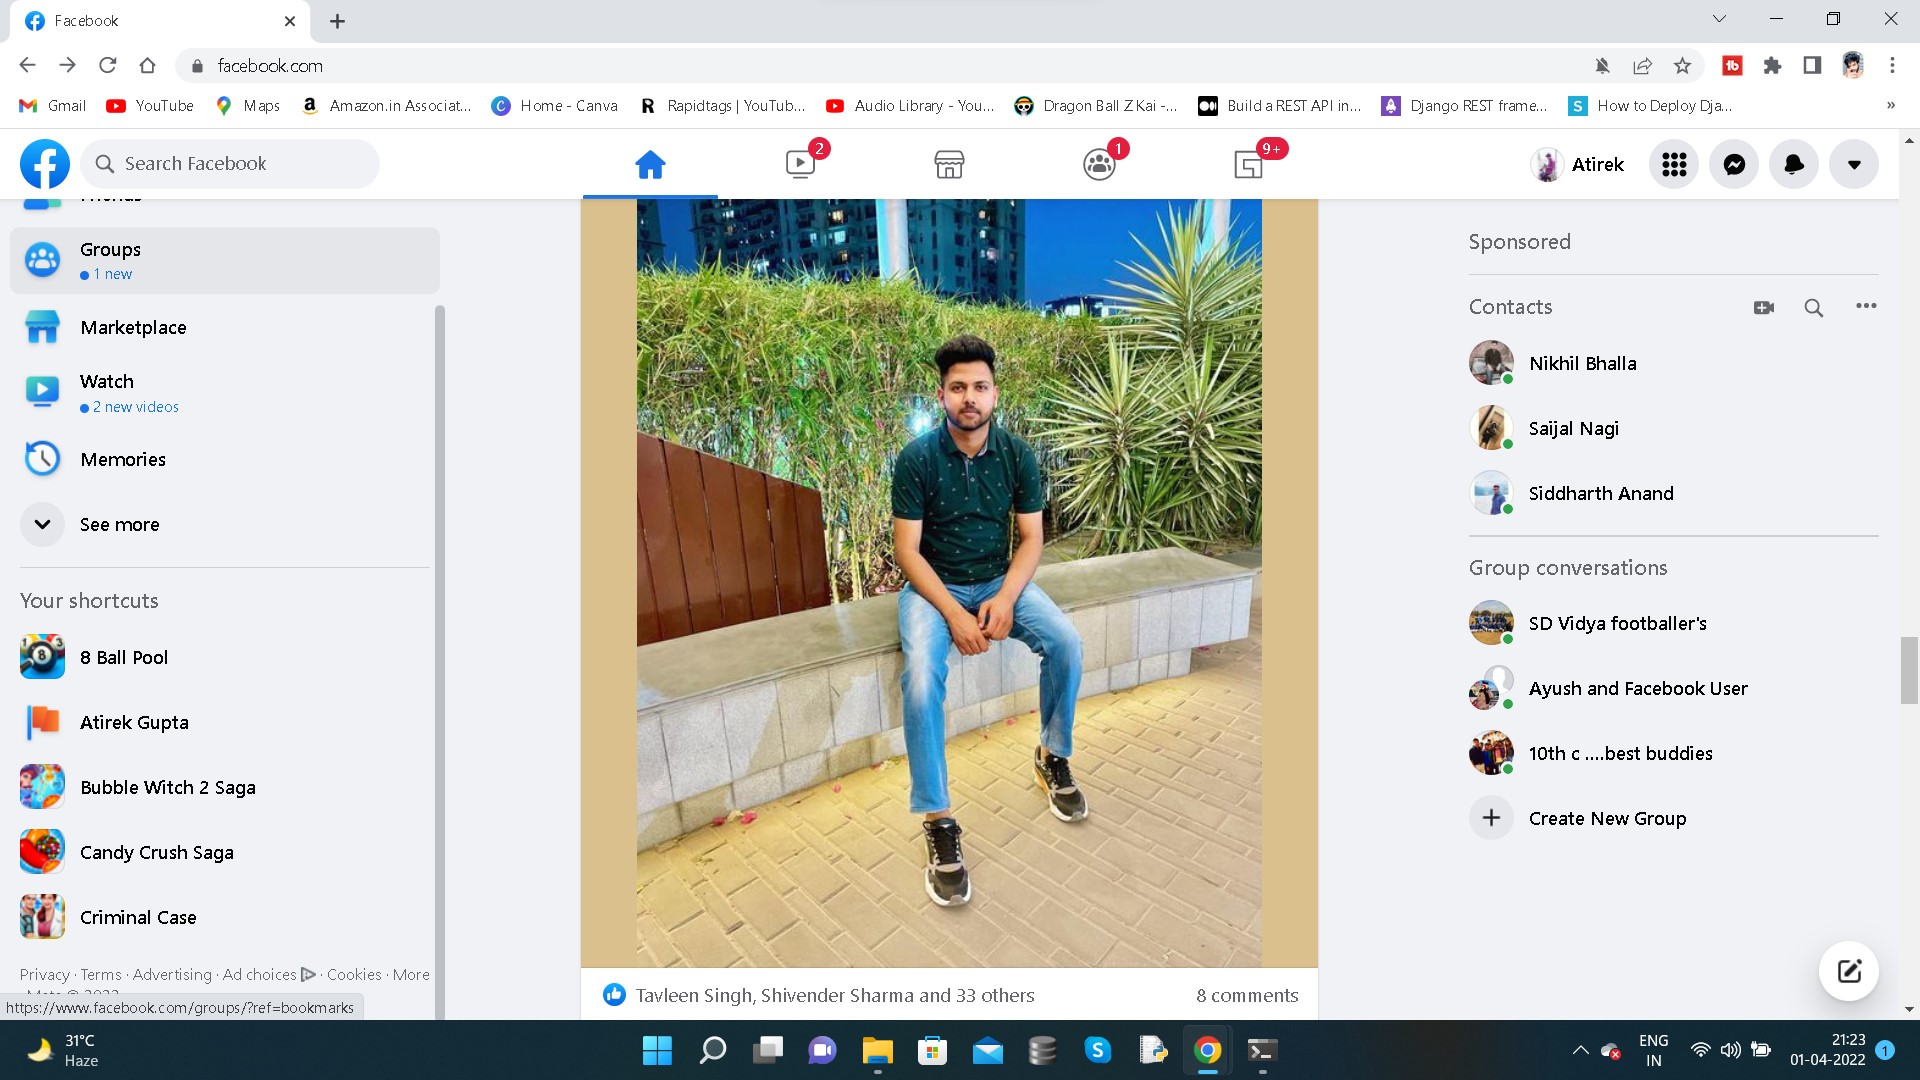 Facebook
facebook.com
Gmail
YouTube
Maps
Amazon.in Associat...
Home - Canva
Rapidtags | YouTub...
Audio Library - You...
Dragon Ball Z Kai -...
Build a REST API in...
Django REST frame...
How to Deploy Dja...
»
Search Facebook
2
1
9+
Atirek
Friends
Groups
1 new
Marketplace
Watch
2 new videos
Memories
See more
Your shortcuts
8 Ball Pool
Atirek Gupta
Bubble Witch 2 Saga
Candy Crush Saga
Criminal Case
Privacy · Terms · Advertising · Ad choices · Cookies · More
· Meta © 2022
https://www.facebook.com/groups/?ref=bookmarks
Tavleen Singh, Shivender Sharma and 33 others
8 comments
Sponsored
Contacts
Nikhil Bhalla
Saijal Nagi
Siddharth Anand
Group conversations
SD Vidya footballer's
Ayush and Facebook User
10th c ....best buddies
Create New Group
31°C
Haze
ENG
IN
21:23
01-04-2022
1